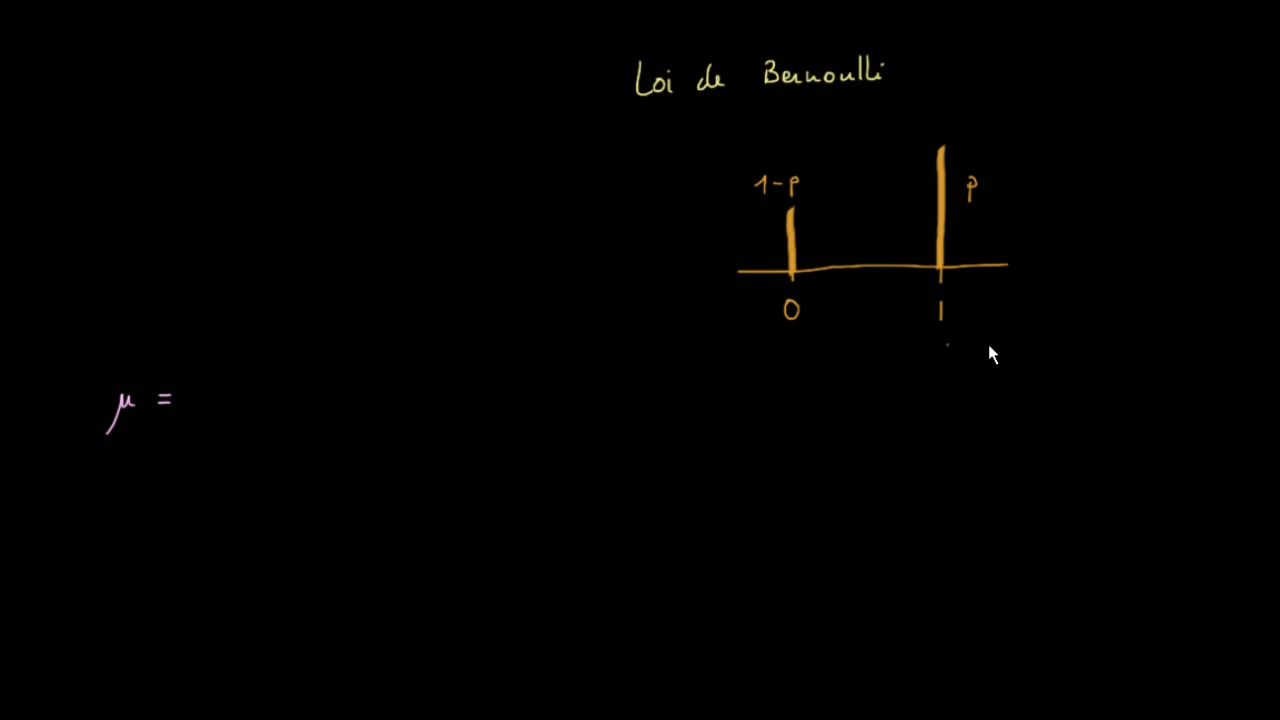 Loi de Bernoulli
1-p
p
0
1
μ =